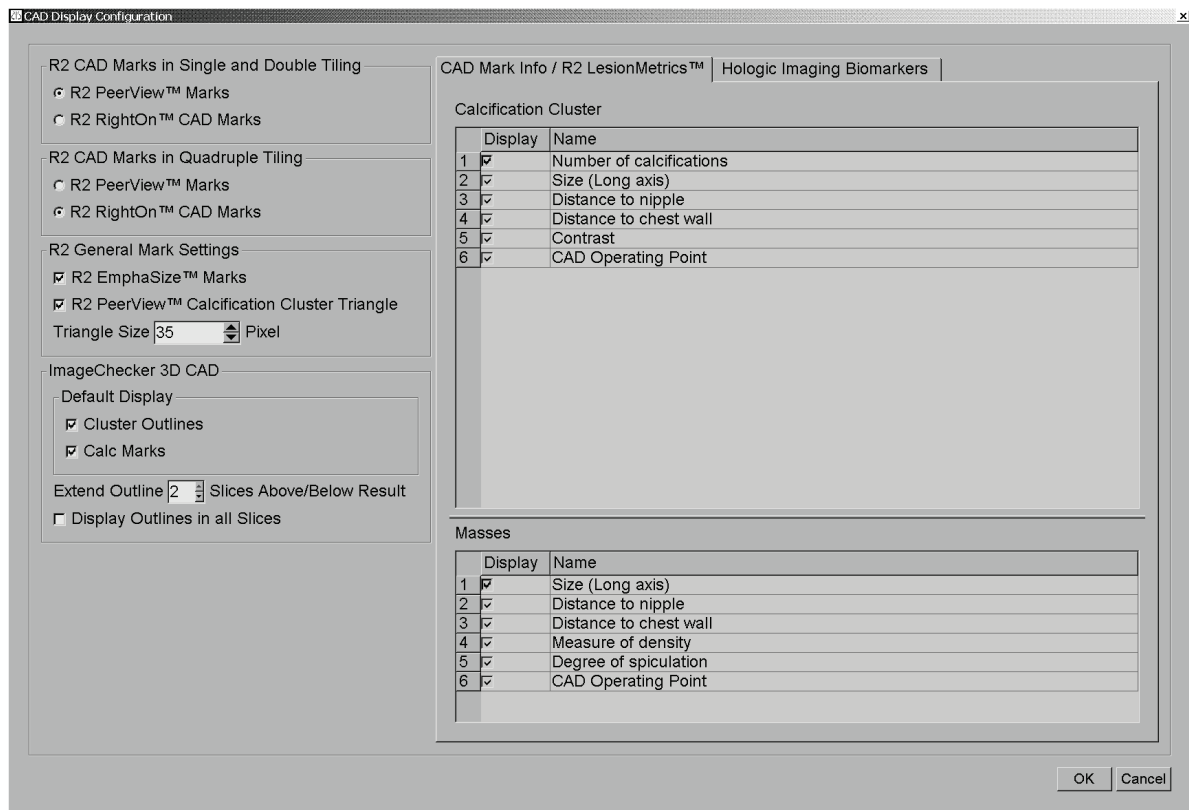 CAD Display Configuration
R2 CAD Marks in Single and Double Tiling
R2 PeerView™ Marks
R2 RightOn™ CAD Marks
R2 CAD Marks in Quadruple Tiling
R2 PeerView™ Marks
R2 RightOn™ CAD Marks
R2 General Mark Settings
R2 EmphaSize™ Marks
R2 PeerView™ Calcification Cluster Triangle
Triangle Size 35 Pixel
ImageChecker 3D CAD
Default Display
Cluster Outlines
Calc Marks
Extend Outline 2 Slices Above/Below Result
Display Outlines in all Slices
CAD Mark Info / R2 LesionMetrics™ Hologic Imaging Biomarkers
Calcification Cluster
Display Name
1 Number of calcifications
2 Size (Long axis)
3 Distance to nipple
4 Distance to chest wall
5 Contrast
6 CAD Operating Point
Masses
Display Name
1 Size (Long axis)
2 Distance to nipple
3 Distance to chest wall
4 Measure of density
5 Degree of spiculation
6 CAD Operating Point
OK Cancel